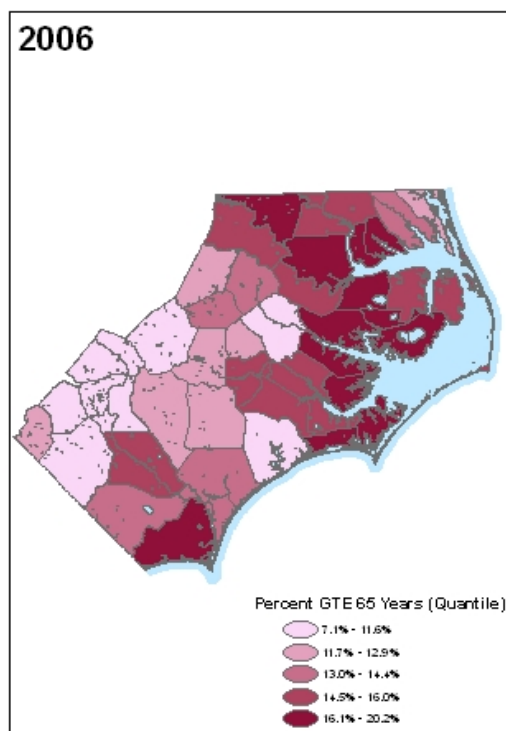 2006
Percent GTE 65 Years (Quantile)
7.1% - 11.6%
11.7% - 12.9%
13.0% - 14.4%
14.5% - 16.0%
16.1% - 20.2%